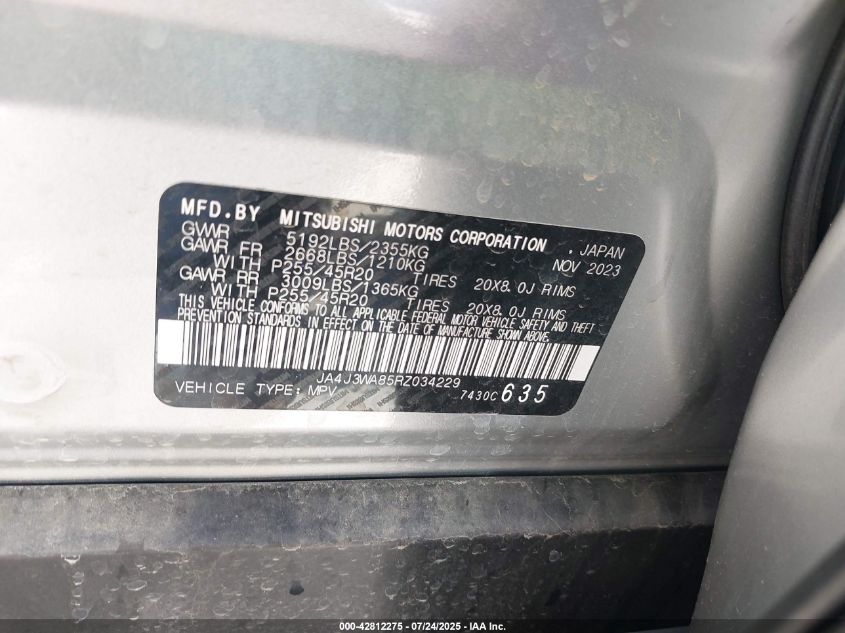 MFD.BY MITSUBISHI MOTORS CORPORATION
. JAPAN
GVWR 5192LBS/2355KG NOV 2023
GAWR FR 2668LBS/1210KG
WITH P255/45R20 TIRES 20X8.0J RIMS
GAWR RR 3009LBS/1365KG
WITH P255/45R20 TIRES 20X8.0J RIMS
THIS VEHICLE CONFORMS TO ALL APPLICABLE FEDERAL MOTOR VEHICLE SAFETY AND THEFT
PREVENTION STANDARDS IN EFFECT ON THE DATE OF MANUFACTURE SHOWN ABOVE.
JA4J3WA85RZ034229
VEHICLE TYPE: MPV 7430C 635
000-42812275 - 07/24/2025 - IAA Inc.